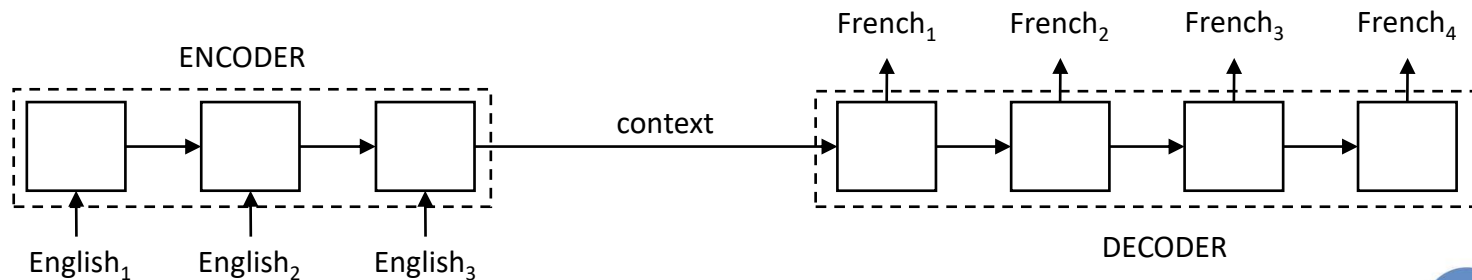 ENCODER
English₁ English₂ English₃
context
French₁ French₂ French₃ French₄
DECODER